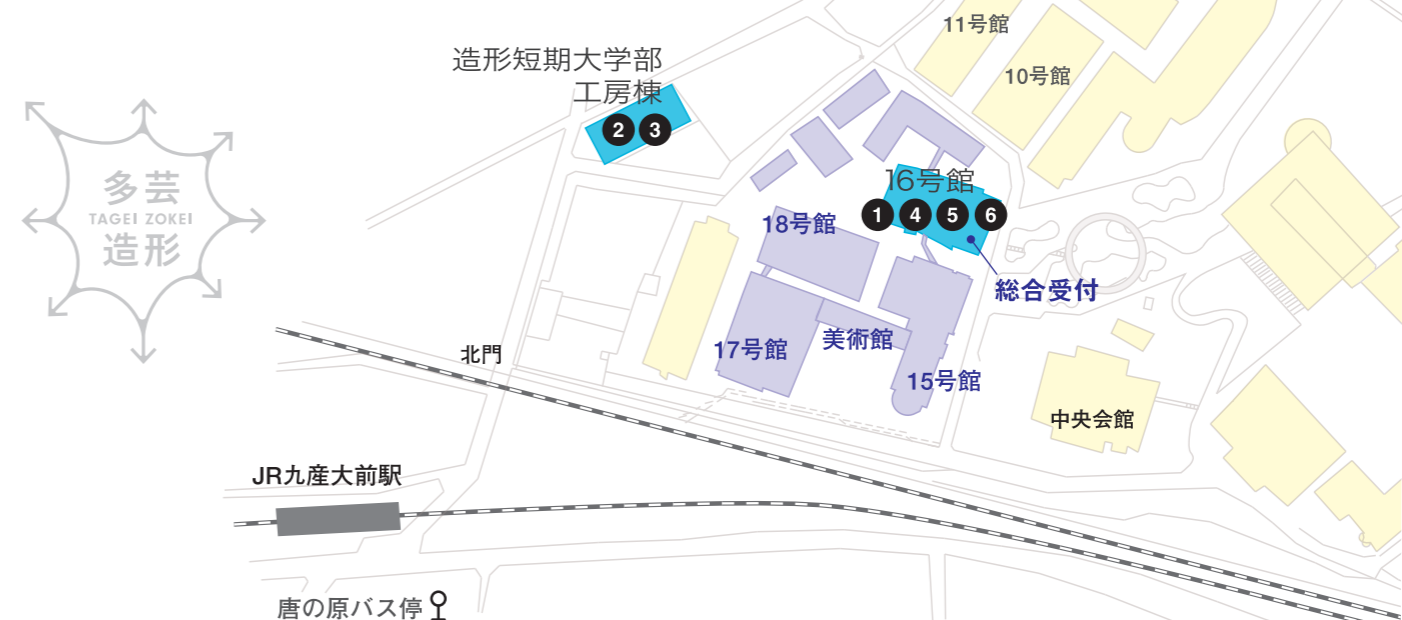 11号館
10号館
造形短期大学部
工房棟
2 3
多芸
TAGEI ZOKEI
造形
16号館
1 4 5 6
18号館
総合受付
美術館
17号館
15号館
北門
中央会館
JR九産大前駅
唐の原バス停